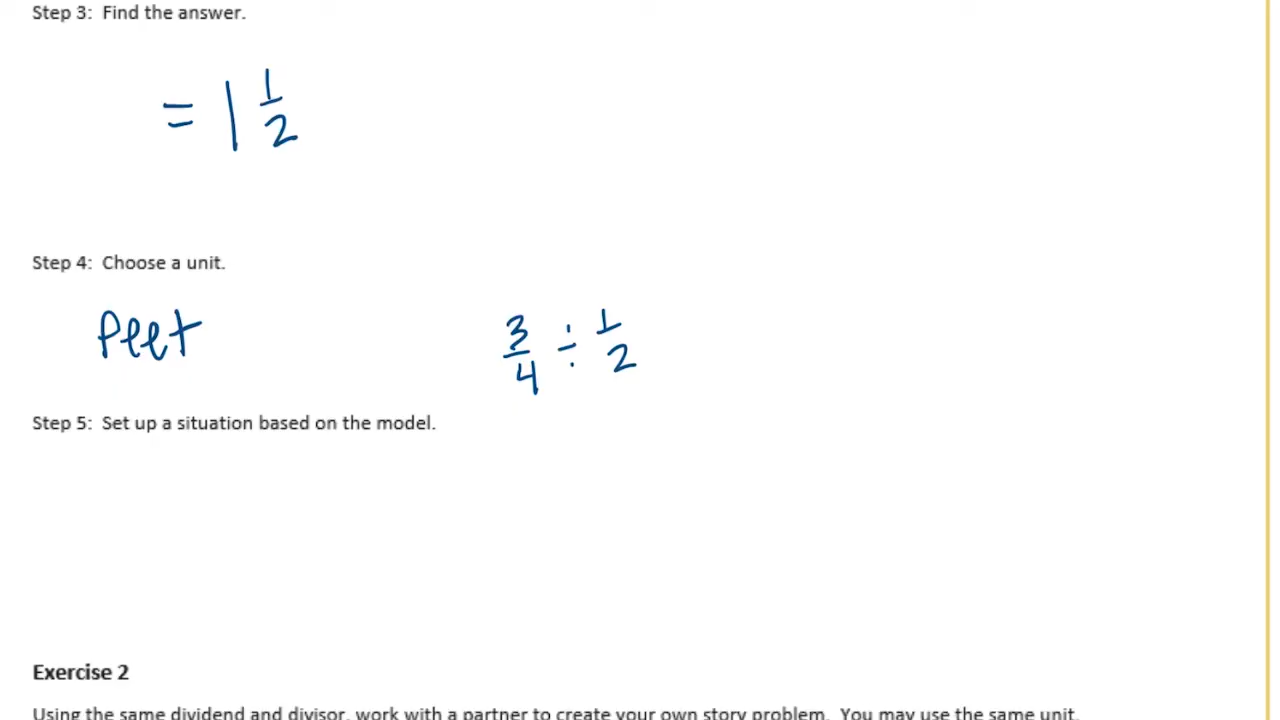 Step 3: Find the answer.
= 1 1/2
Step 4: Choose a unit.
feet
3/4 ÷ 1/2
Step 5: Set up a situation based on the model.
Exercise 2
Using the same dividend and divisor, work with a partner to create your own story problem. You may use the same unit,